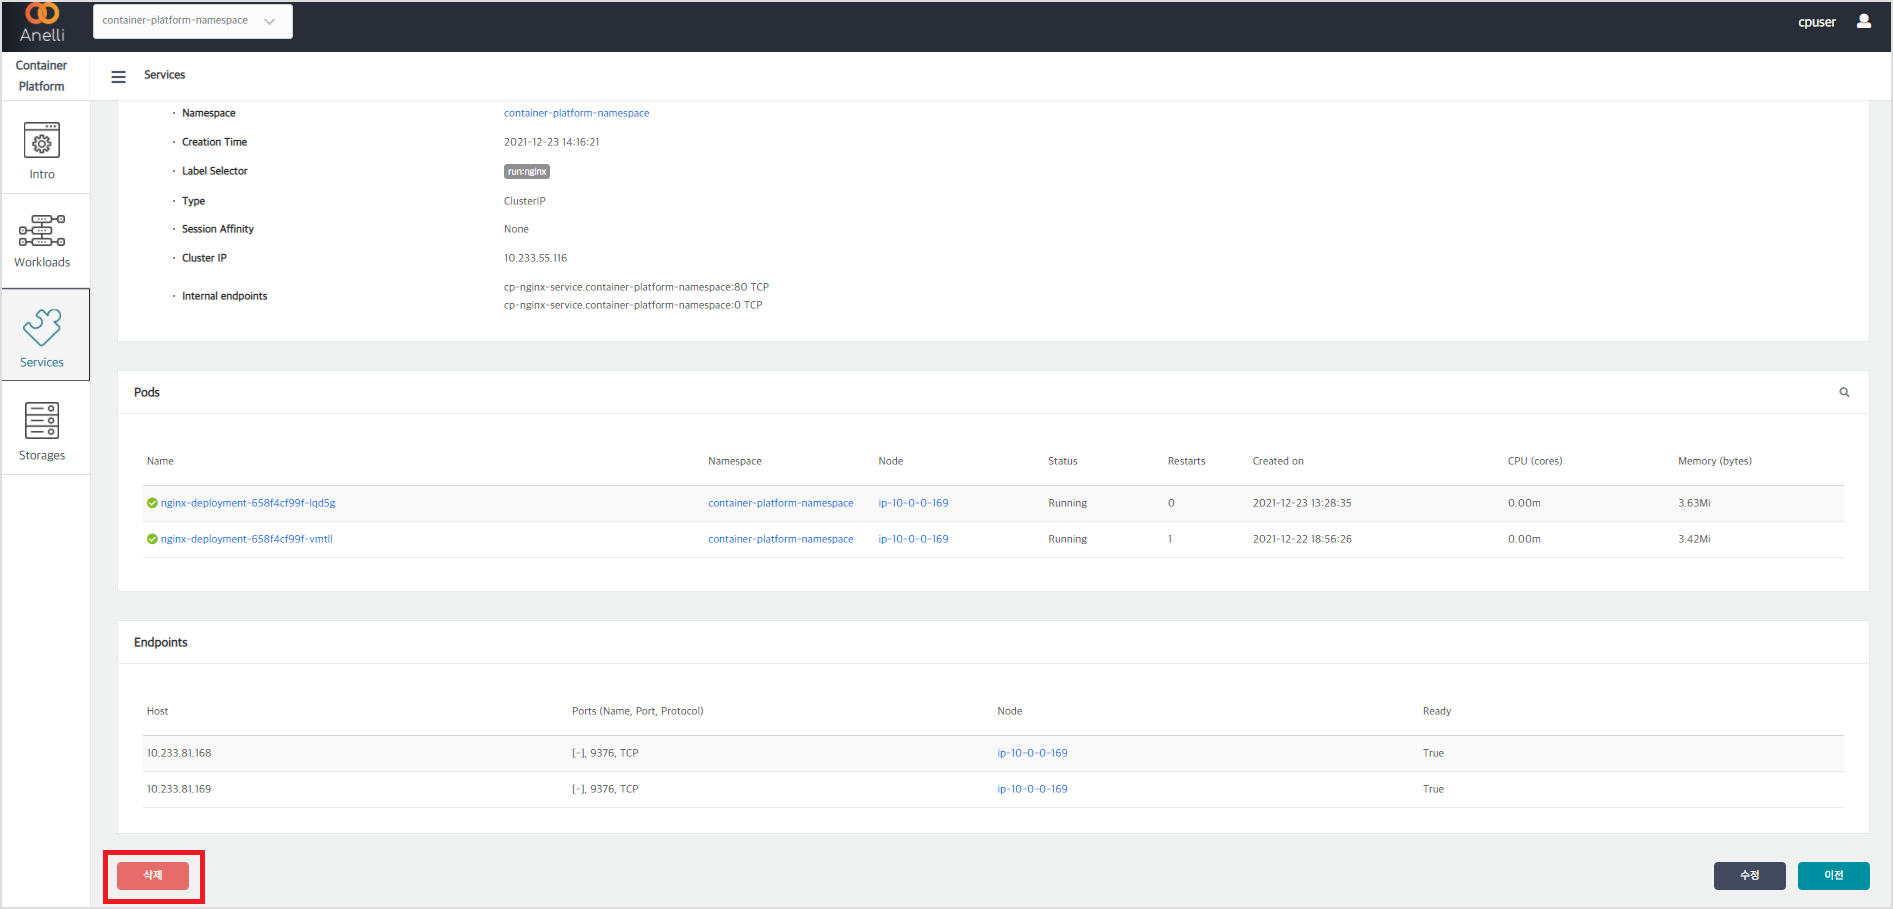 Anelli
container-platform-namespace
cpuser
Container
Platform
Services
Intro
Workloads
Services
Storages
· Namespace container-platform-namespace
· Creation Time 2021-12-23 14:16:21
· Label Selector run:nginx
· Type ClusterIP
· Session Affinity None
· Cluster IP 10.233.55.116
· Internal endpoints cp-nginx-service.container-platform-namespace:80 TCP
cp-nginx-service.container-platform-namespace:0 TCP
Pods
Name Namespace Node Status Restarts Created on CPU (cores) Memory (bytes)
nginx-deployment-658f4cf99f-lqd5g container-platform-namespace ip-10-0-0-169 Running 0 2021-12-23 13:28:35 0.00m 3.63Mi
nginx-deployment-658f4cf99f-vmtll container-platform-namespace ip-10-0-0-169 Running 1 2021-12-22 18:56:26 0.00m 3.42Mi
Endpoints
Host Ports (Name, Port, Protocol) Node Ready
10.233.81.168 [-], 9376, TCP ip-10-0-0-169 True
10.233.81.169 [-], 9376, TCP ip-10-0-0-169 True
삭제 수정 이전